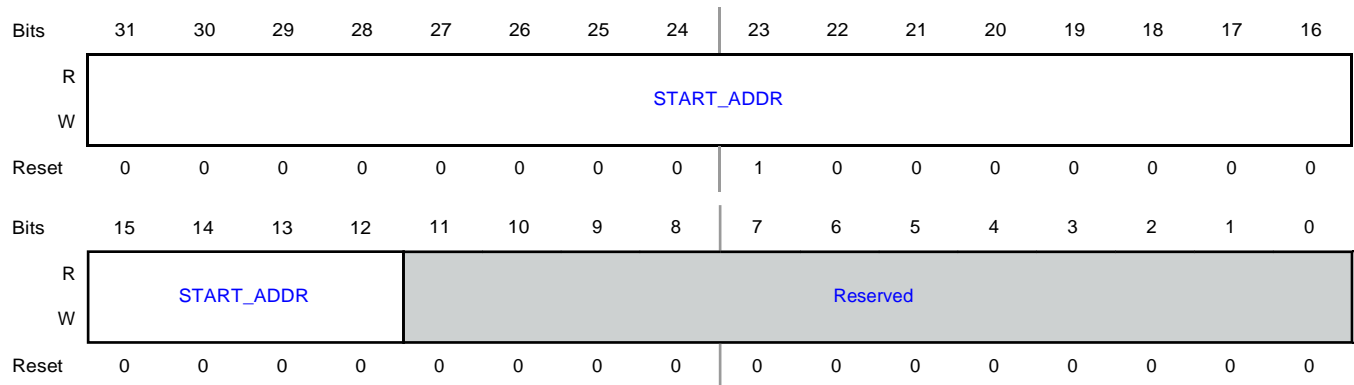 Bits 31 30 29 28 27 26 25 24 23 22 21 20 19 18 17 16
R
START_ADDR
W
Reset 0 0 0 0 0 0 0 0 1 0 0 0 0 0 0 0
Bits 15 14 13 12 11 10 9 8 7 6 5 4 3 2 1 0
R
START_ADDR Reserved
W
Reset 0 0 0 0 0 0 0 0 0 0 0 0 0 0 0 0